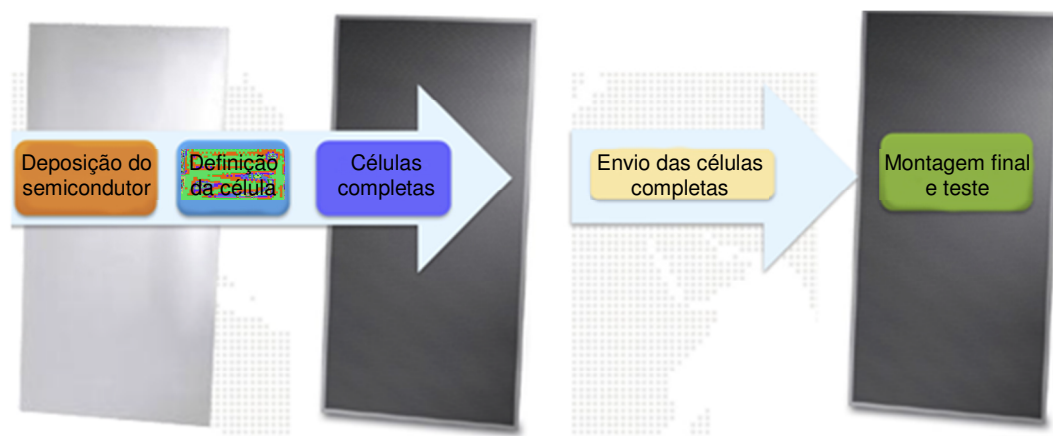 Deposição do
semicondutor
Definição
da célula
Células
completas
Envio das células
completas
Montagem final
e teste